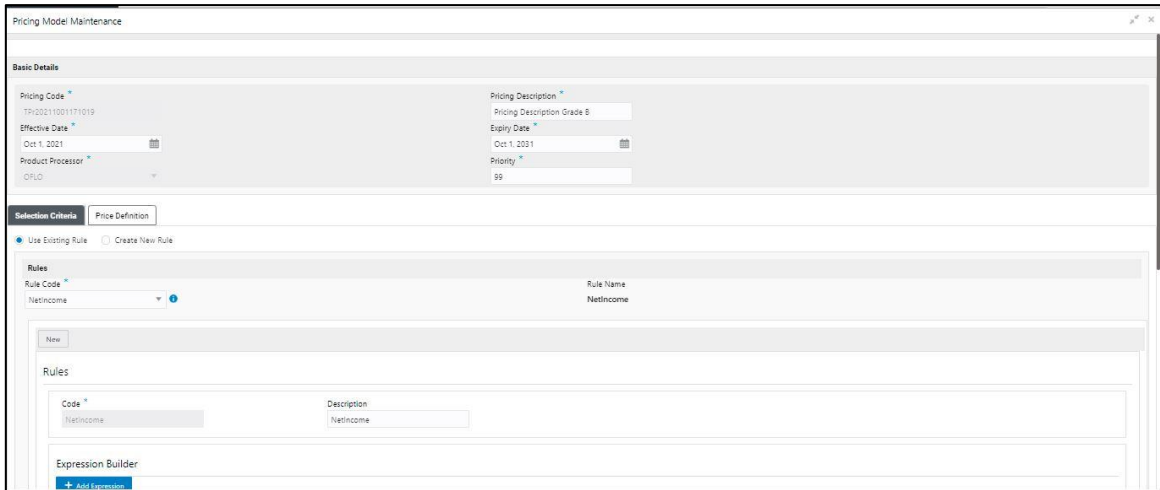 Pricing Model Maintenance
Basic Details
Pricing Code *
TPr20211001171019
Pricing Description *
Pricing Description Grade B
Effective Date *
Oct 1, 2021
Expiry Date *
Oct 1, 2031
Product Processor *
OFLO
Priority *
99
Selection Criteria
Price Definition
Use Existing Rule
Create New Rule
Rules
Rule Code *
NetIncome
Rule Name
NetIncome
New
Rules
Code *
NetIncome
Description
NetIncome
Expression Builder
+ Add Expression